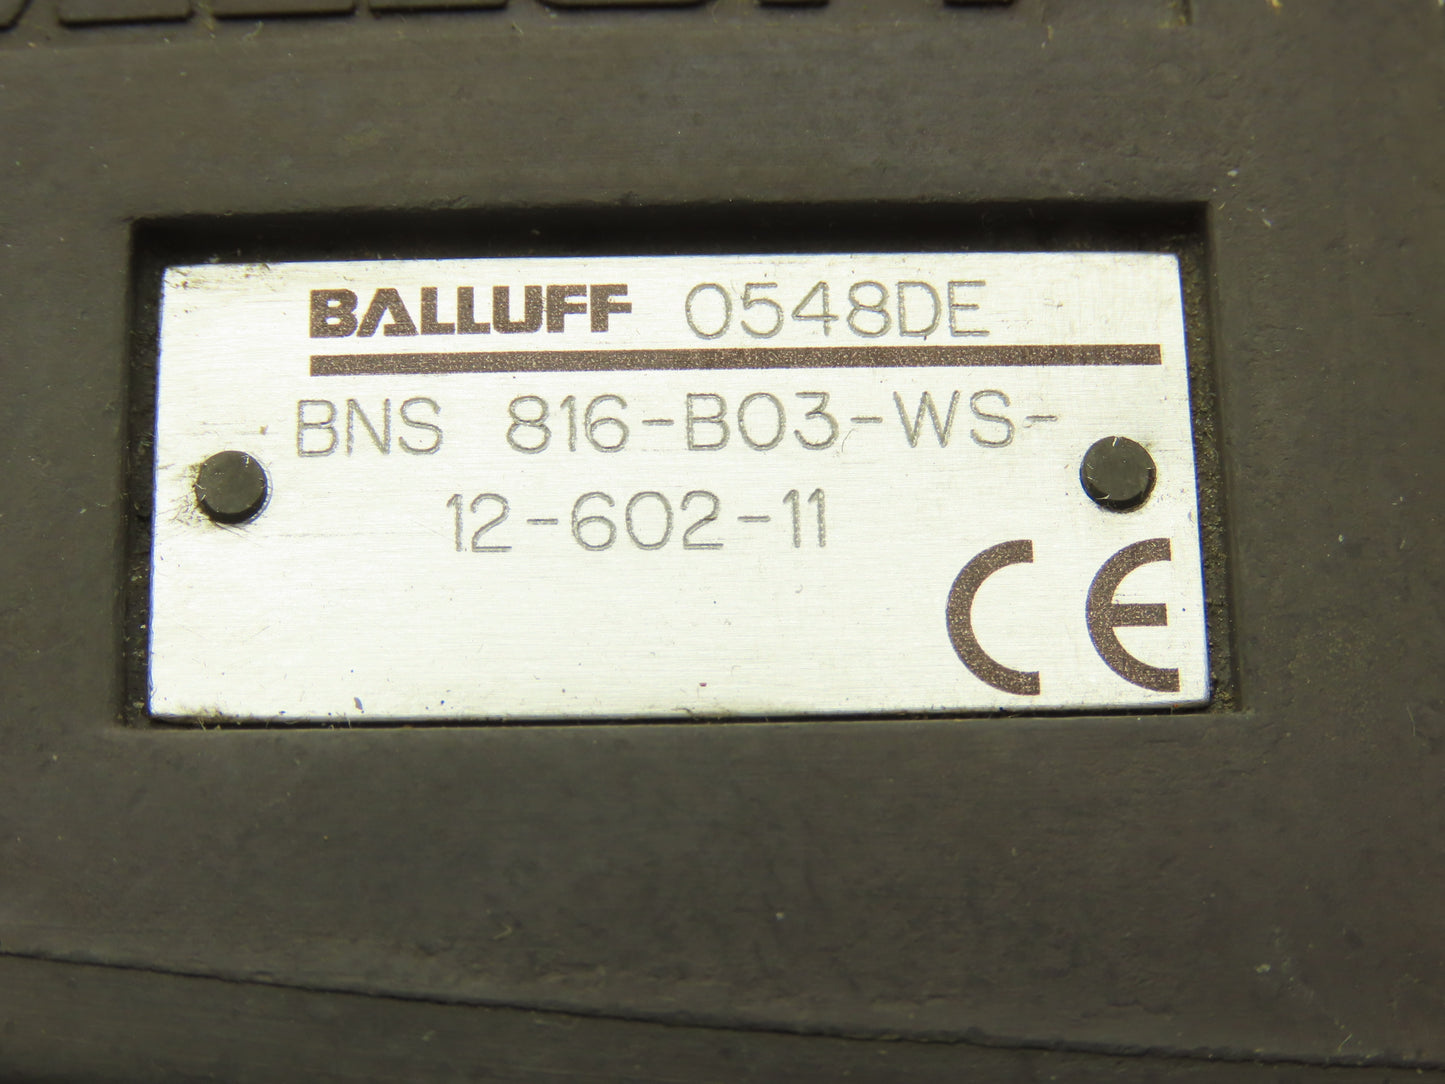 BALLUFF 0548DE
BNS 816-B03-WS-
12-602-11
CE